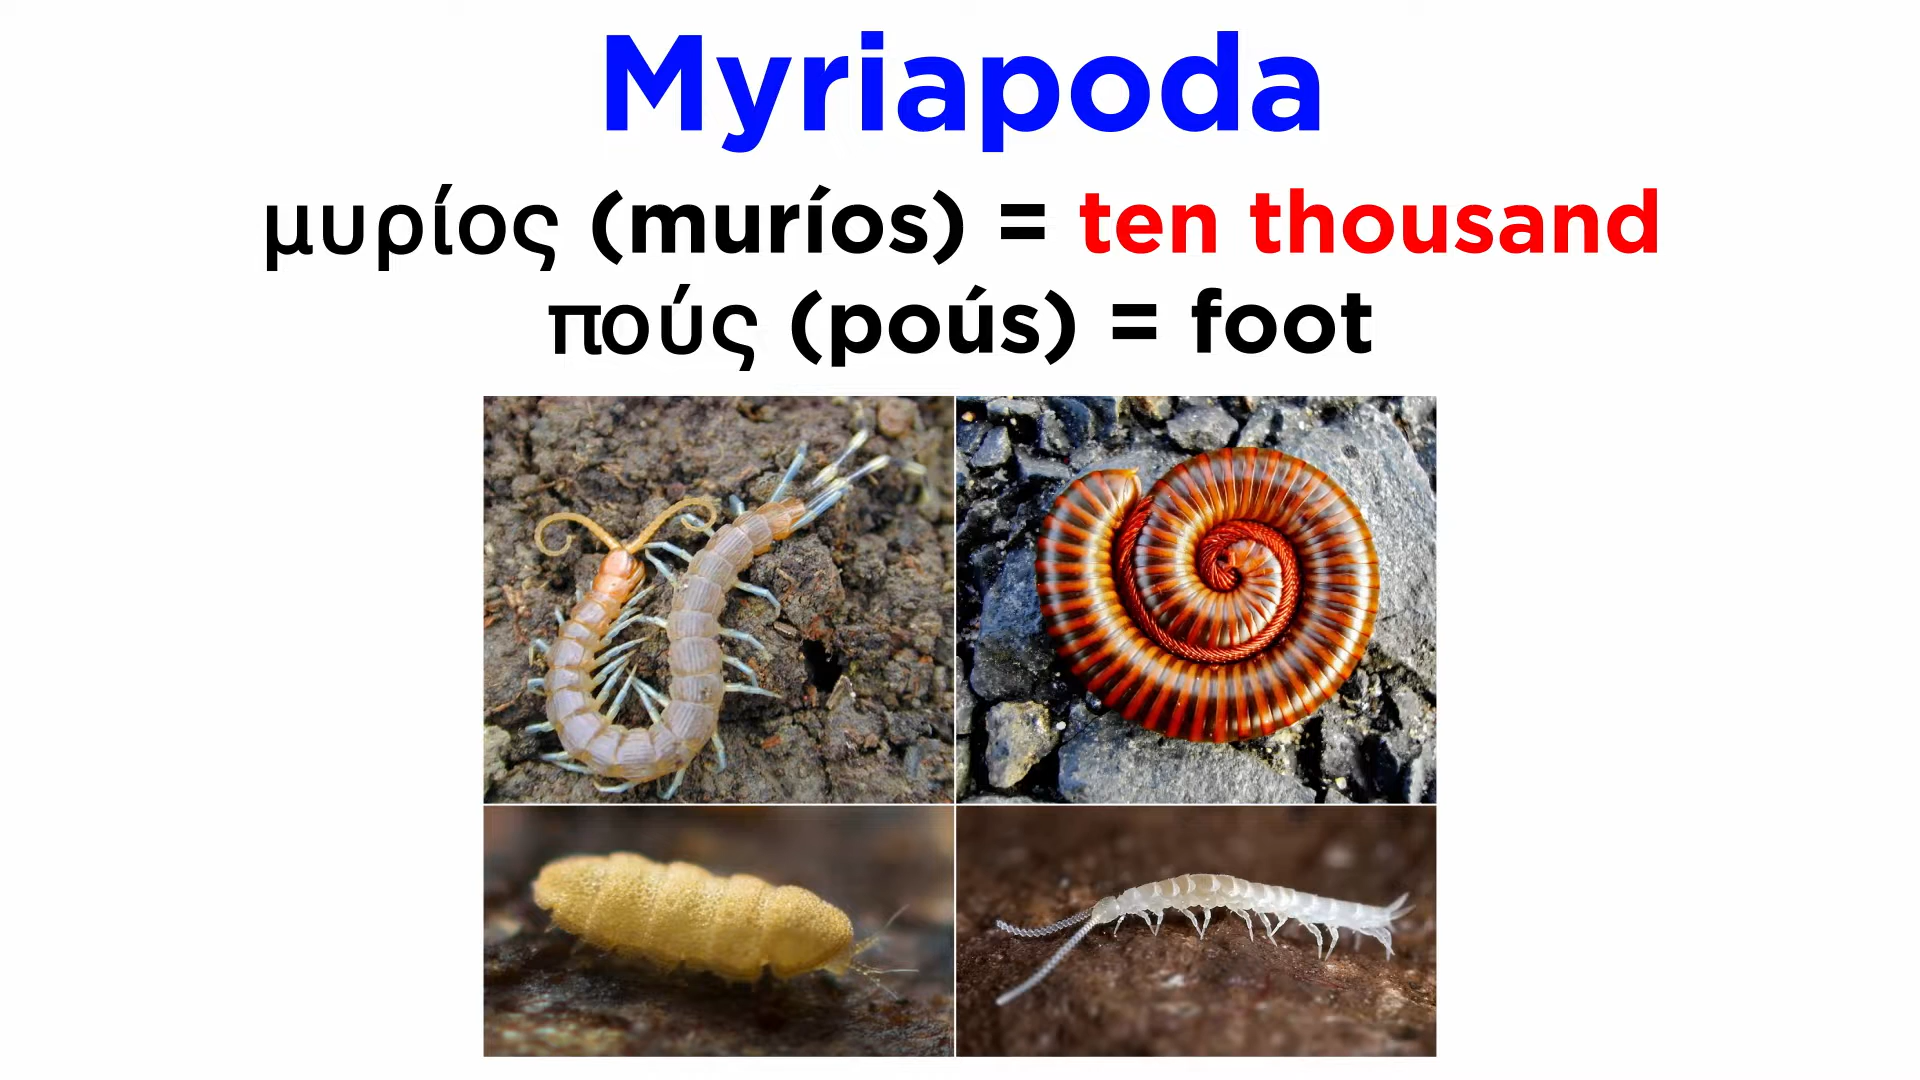 Myriapoda
μυρίος (muríos) = ten thousand
πούς (poús) = foot